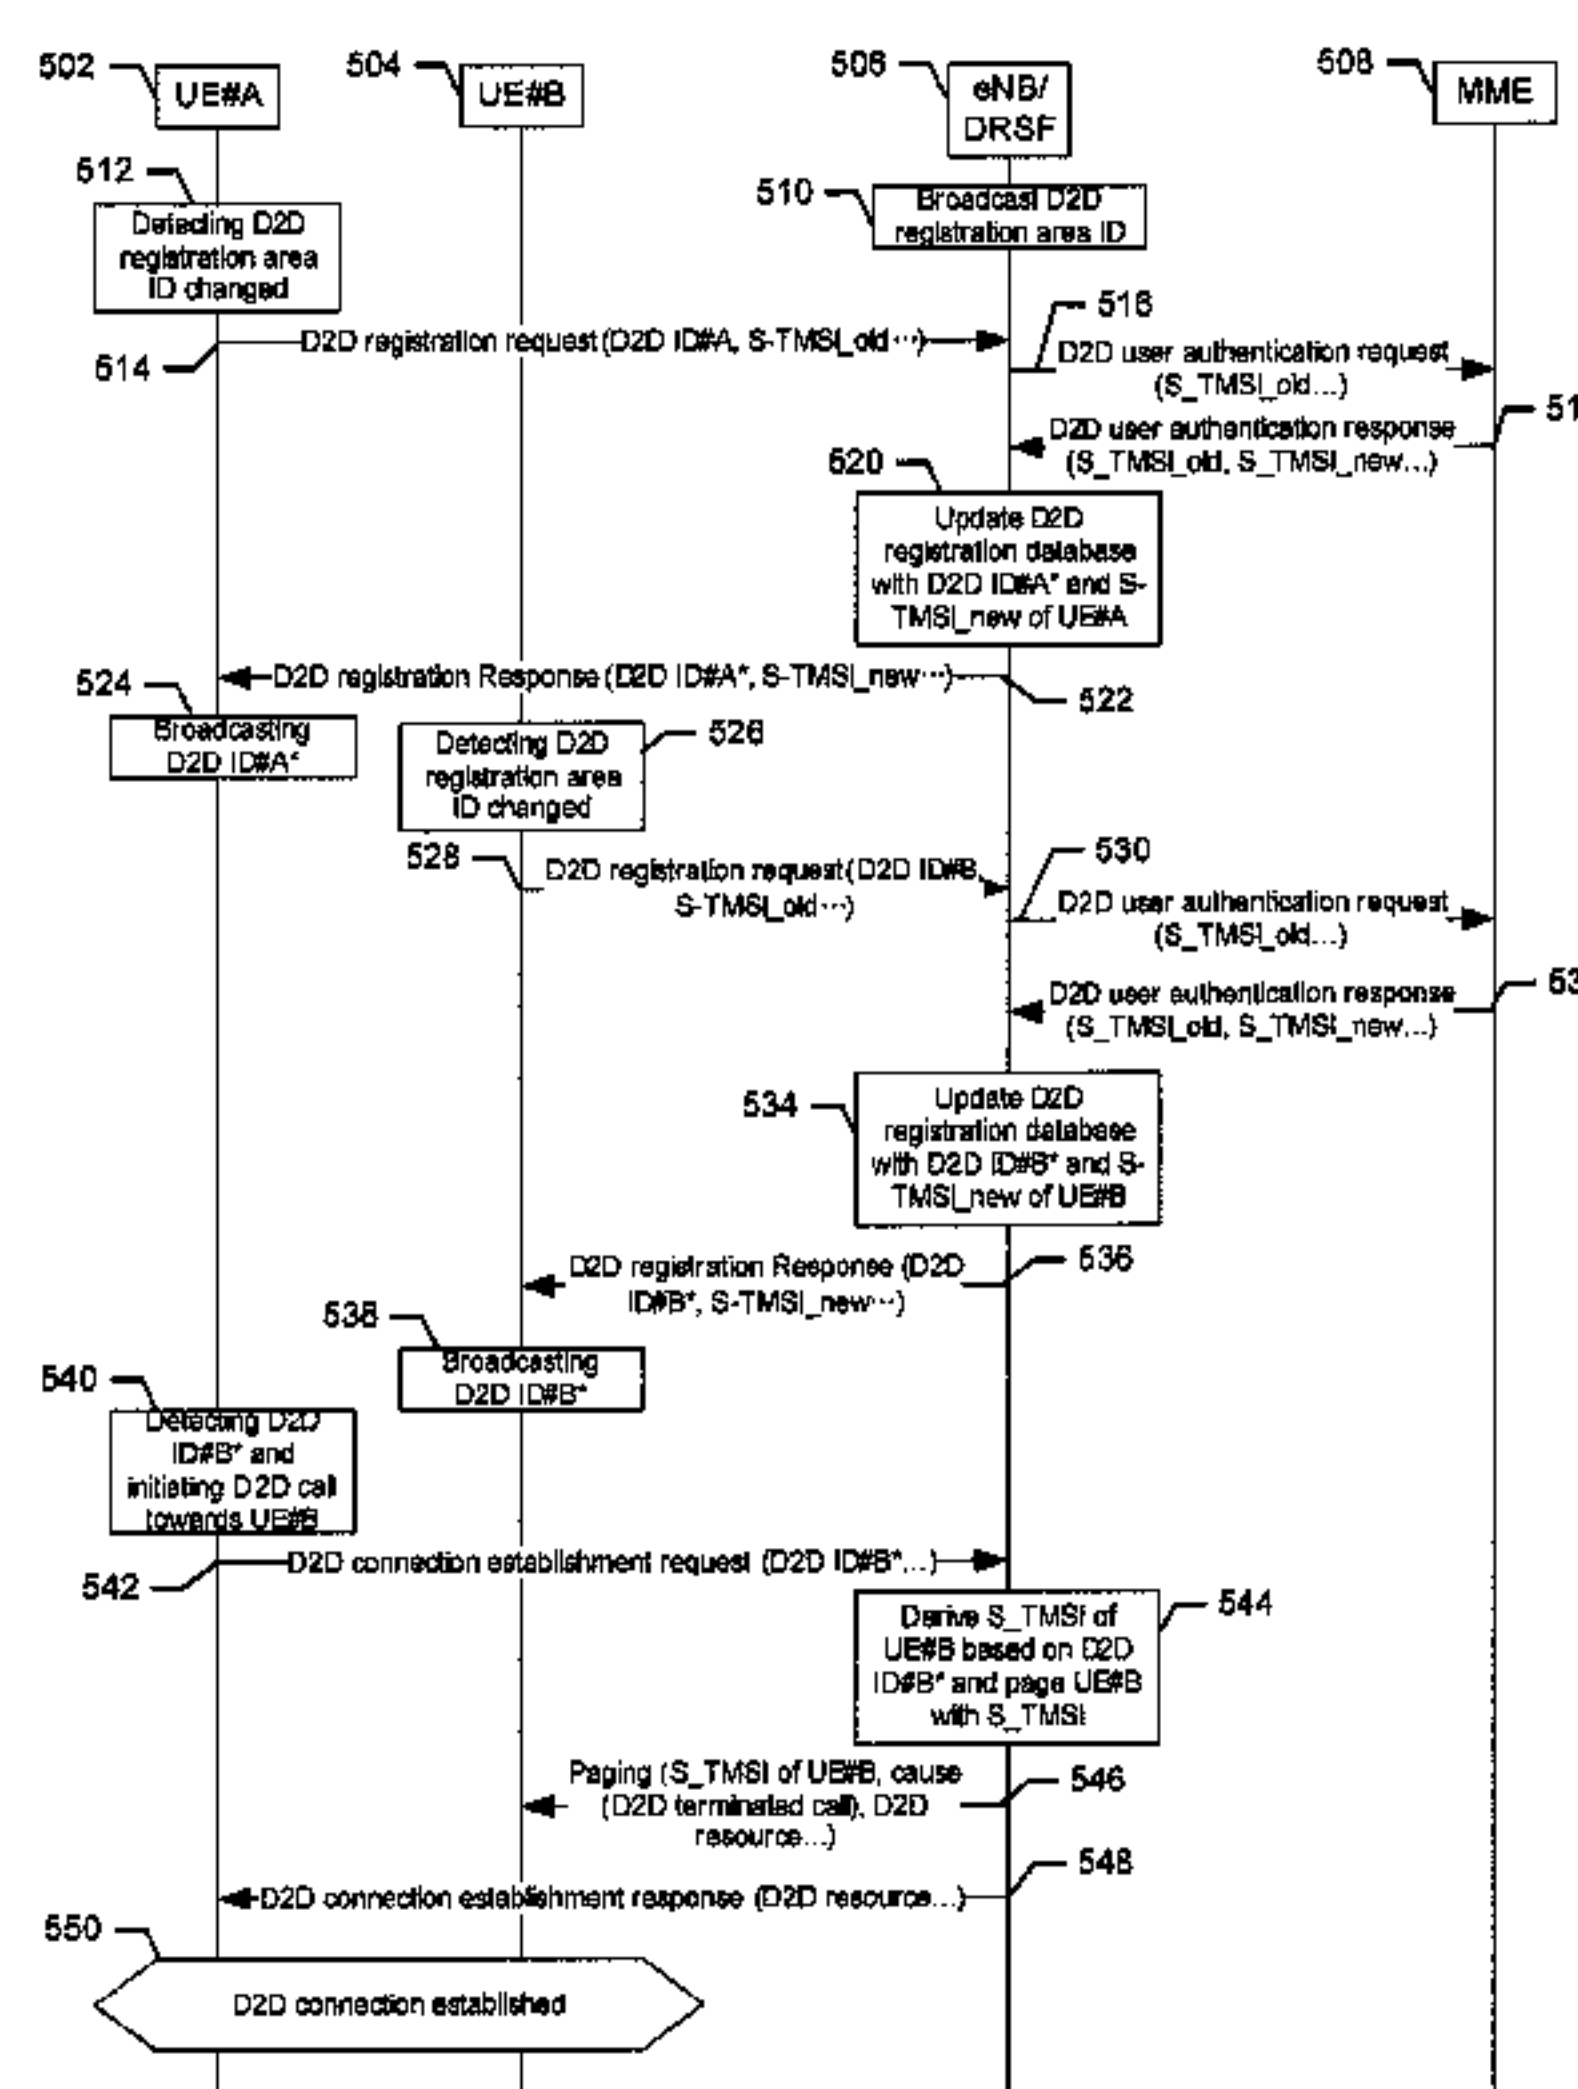 502
UE#A
504
UE#B
506
eNB/
DRSF
508
MME
512
Detecting D2D
registration area
ID changed
510
Broadcast D2D
registration area ID
514
D2D registration request (D2D ID#A, S-TMSI_old ...)
516
D2D user authentication request
(S_TMSI_old...)
51
D2D user authentication response
(S_TMSI_old, S_TMSI_new...)
520
Update D2D
registration database
with D2D ID#A* and S-
TMSI_new of UE#A
D2D registration Response (D2D ID#A*, S-TMSI_new...)
522
524
Broadcasting
D2D ID#A*
526
Detecting D2D
registration area
ID changed
528
D2D registration request (D2D ID#B,
S-TMSI_old...)
530
D2D user authentication request
(S_TMSI_old...)
53
D2D user authentication response
(S_TMSI_old, S_TMSI_new...)
534
Update D2D
registration database
with D2D ID#B* and S-
TMSI_new of UE#B
536
D2D registration Response (D2D
ID#B*, S-TMSI_new...)
538
Broadcasting
D2D ID#B*
540
Detecting D2D
ID#B* and
initiating D2D call
towards UE#B
542
D2D connection establishment request (D2D ID#B*...)
544
Derive S_TMSI of
UE#B based on D2D
ID#B* and page UE#B
with S_TMSI
546
Paging (S_TMSI of UE#B, cause
(D2D terminated call), D2D
resource...)
548
D2D connection establishment response (D2D resource...)
550
D2D connection established